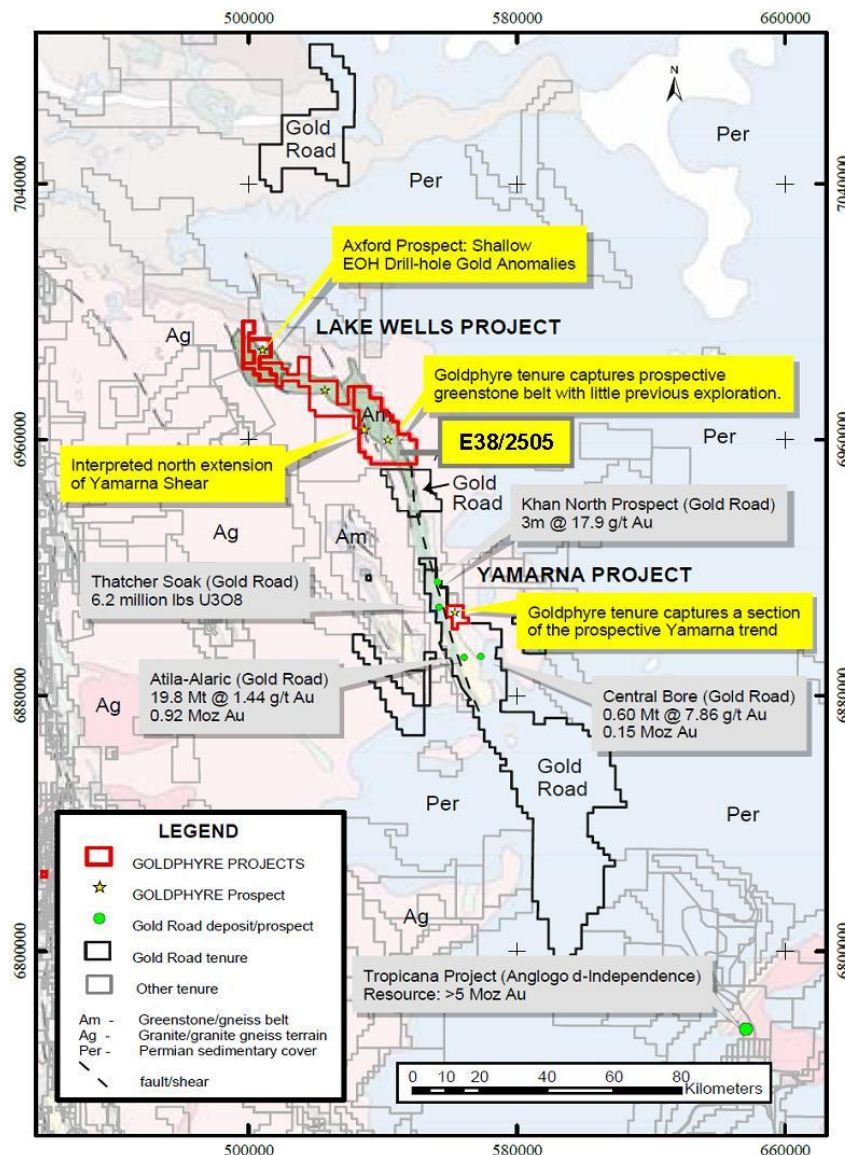 500000
580000
660000
N
Gold
Road
Per
Per
7040000
7040000
Axford Prospect: Shallow
EOH Drill-hole Gold Anomalies
Ag
LAKE WELLS PROJECT
Goldphyre tenure captures prospective
greenstone belt with little previous exploration.
Am
E38/2505
Per
6960000
6960000
Interpreted north extension
of Yamarna Shear
Gold
Road
Khan North Prospect (Gold Road)
3m @ 17.9 g/t Au
Ag
Am
Thatcher Soak (Gold Road)
6.2 million lbs U3O8
YAMARNA PROJECT
Goldphyre tenure captures a section
of the prospective Yamarna trend
Atila-Alaric (Gold Road)
19.8 Mt @ 1.44 g/t Au
0.92 Moz Au
Central Bore (Gold Road)
0.60 Mt @ 7.86 g/t Au
0.15 Moz Au
6880000
6880000
Ag
Gold
Road
Per
Per
LEGEND
GOLDPHYRE PROJECTS
GOLDPHYRE Prospect
Gold Road deposit/prospect
Gold Road tenure
Other tenure
Am - Greenstone/gneiss belt
Ag - Granite/granite gneiss terrain
Per - Permian sedimentary cover
fault/shear
Ag
6800000
6800000
Tropicana Project (Anglogo d-Independence)
Resource: >5 Moz Au
0 10 20 40 60 80
Kilometers
500000
580000
660000